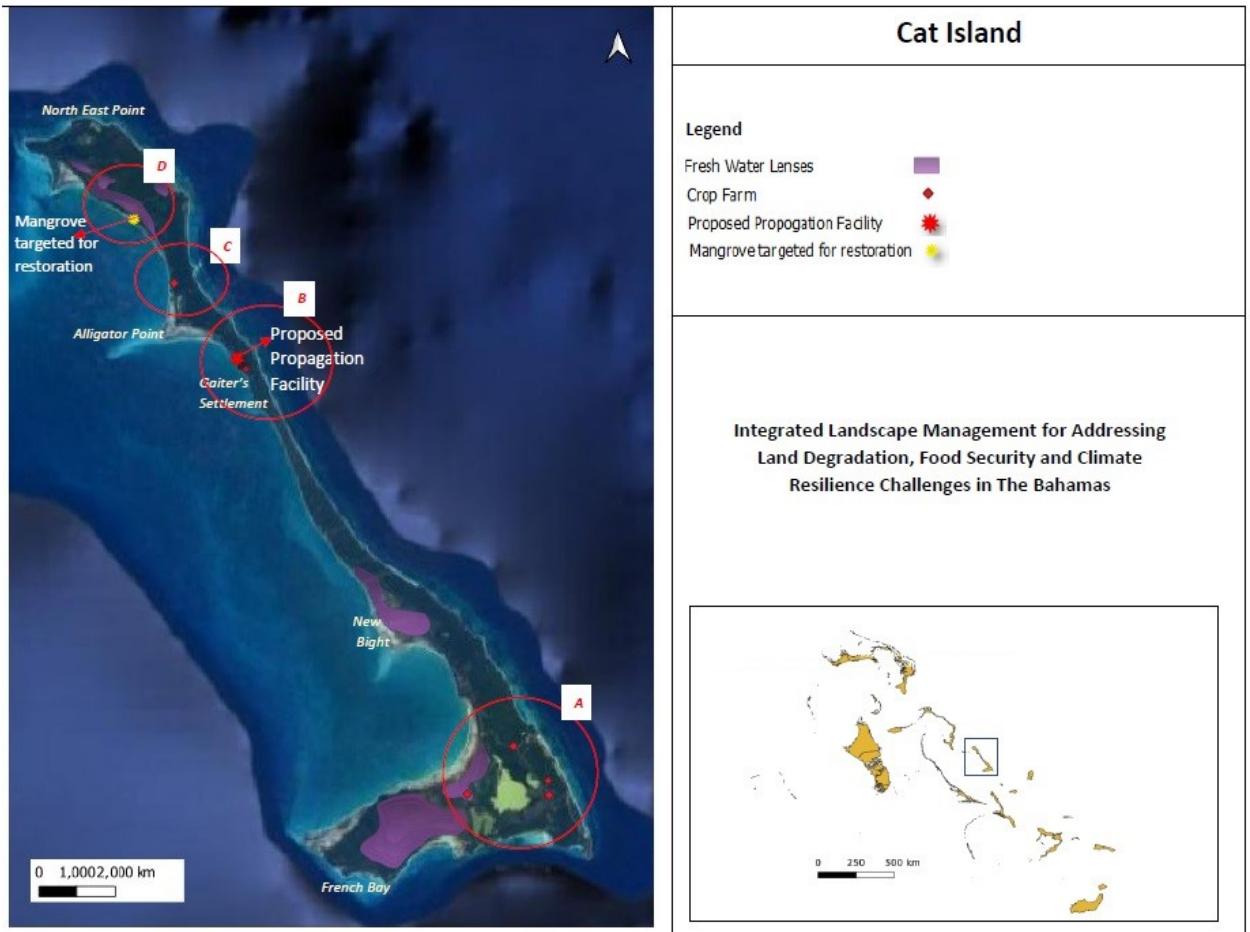 Cat Island
Legend
Fresh Water Lenses
Crop Farm
Proposed Propogation Facility
Mangrove targeted for restoration
North East Point
D
Mangrove
targeted for
restoration
C
B
Alligator Point
Proposed
Propagation
Facility
Gaiter's
Settlement
New
Bight
A
French Bay
0 1,0002,000 km
Integrated Landscape Management for Addressing
Land Degradation, Food Security and Climate
Resilience Challenges in The Bahamas
0 250 500 km